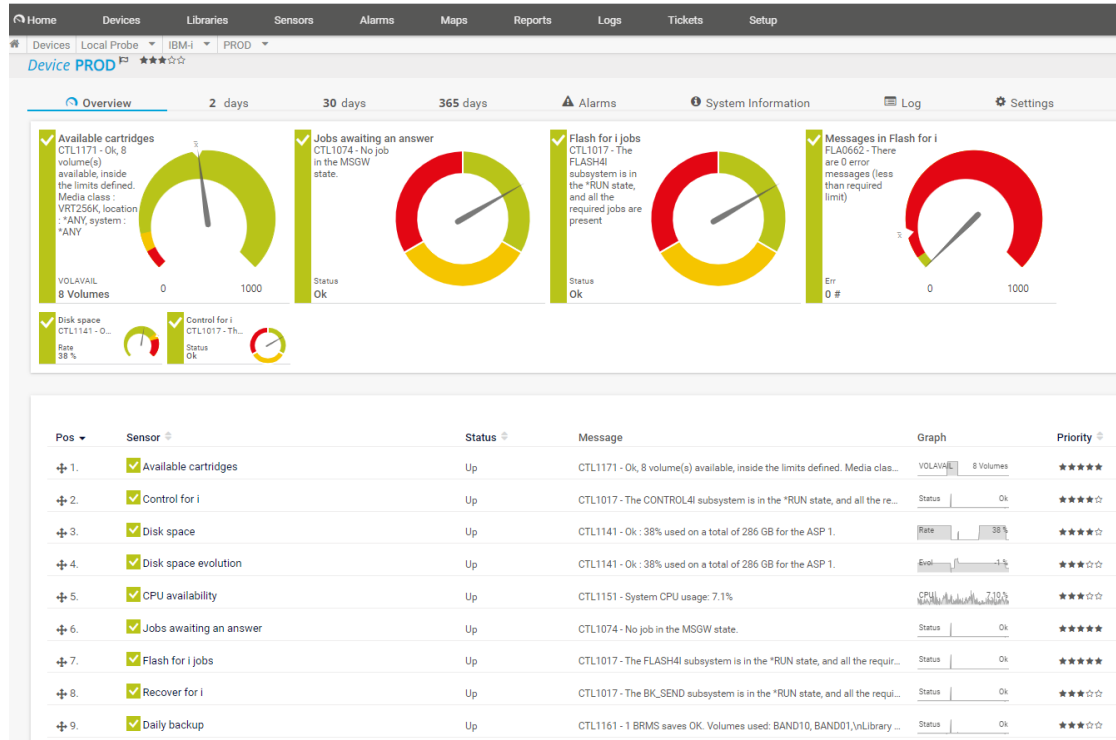 Home Devices Libraries Sensors Alarms Maps Reports Logs Tickets Setup
Devices Local Probe IBM-i PROD
Device PROD
Overview 2 days 30 days 365 days Alarms System Information Log Settings
Available cartridges
CTL1171 - Ok, 8
volume(s)
available, inside
the limits defined.
Media class :
VRT256K, location
: *ANY, system :
*ANY
VOLAVAIL
8 Volumes
0 1000
Jobs awaiting an answer
CTL1074 - No job
in the MSGW
state.
Status
Ok
Flash for i jobs
CTL1017 - The
FLASH4I
subsystem is in
the *RUN state,
and all the
required jobs are
present
Status
Ok
Messages in Flash for i
FLA0662 - There
are 0 error
messages (less
than required
limit)
Err
0 #
0 1000
Disk space
CTL1141 - O...
Rate
38 %
Control for i
CTL1017 - Th...
Status
Ok
Pos Sensor Status Message Graph Priority
1. Available cartridges Up CTL1171 - Ok, 8 volume(s) available, inside the limits defined. Media clas... VOLAVAIL 8 Volumes
2. Control for i Up CTL1017 - The CONTROL4I subsystem is in the *RUN state, and all the re... Status Ok
3. Disk space Up CTL1141 - Ok : 38% used on a total of 286 GB for the ASP 1. Rate 38 %
4. Disk space evolution Up CTL1141 - Ok : 38% used on a total of 286 GB for the ASP 1. Evol -1 %
5. CPU availability Up CTL1151 - System CPU usage: 7.1% CPU 7,10 %
6. Jobs awaiting an answer Up CTL1074 - No job in the MSGW state. Status Ok
7. Flash for i jobs Up CTL1017 - The FLASH4I subsystem is in the *RUN state, and all the requir... Status Ok
8. Recover for i Up CTL1017 - The BK_SEND subsystem is in the *RUN state, and all the requi... Status Ok
9. Daily backup Up CTL1161 - 1 BRMS saves OK. Volumes used: BAND10, BAND01,\nLibrary ... Status Ok